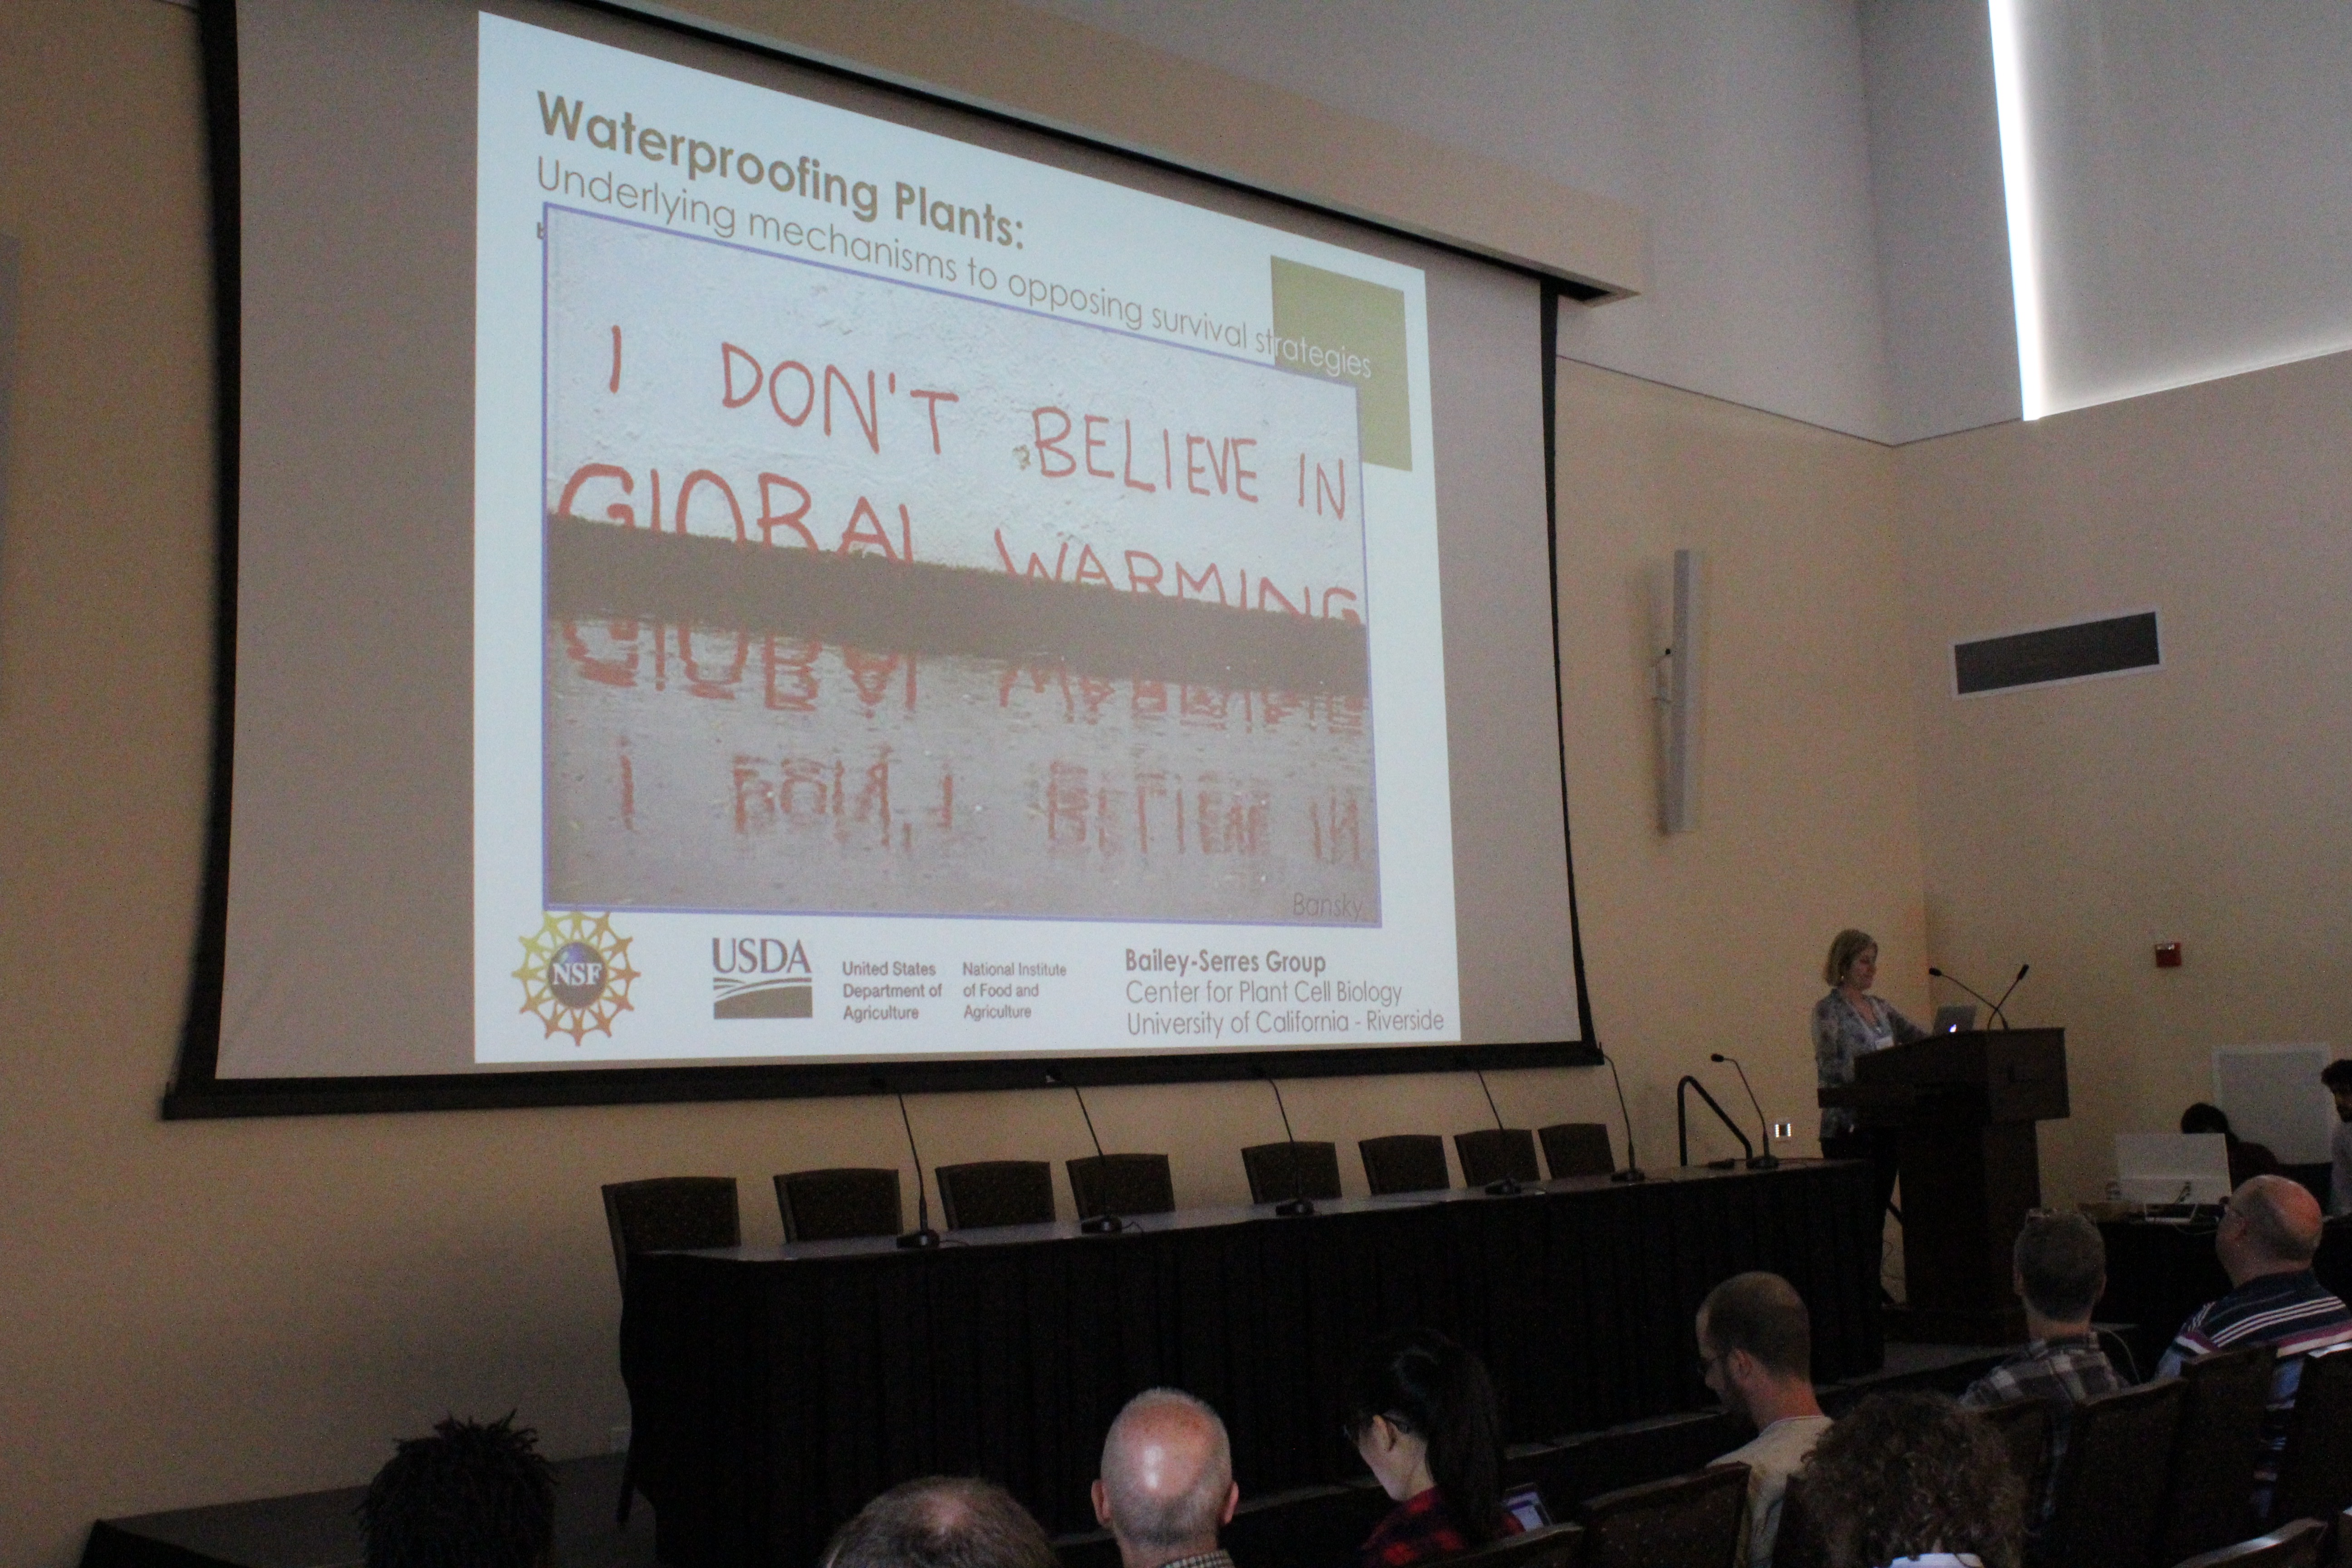 Waterproofing Plants:
Underlying mechanisms to opposing survival strategies
I DON'T BELIEVE IN
GLOBAL WARMING
Bansky
NSF
USDA
United States
Department of
Agriculture
National Institute
of Food and
Agriculture
Bailey-Serres Group
Center for Plant Cell Biology
University of California - Riverside